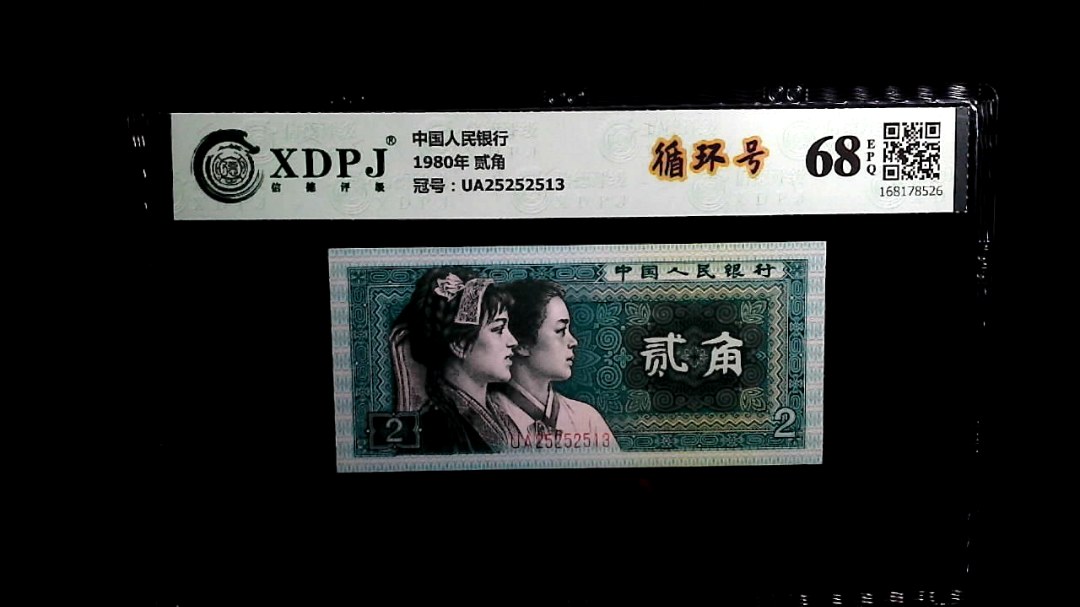 XDPJ®
信德评级
中国人民银行
1980年 贰角
冠号：UA25252513
循环号
68
EPQ
168178526
中国人民银行
贰角
2
2
UA25252513